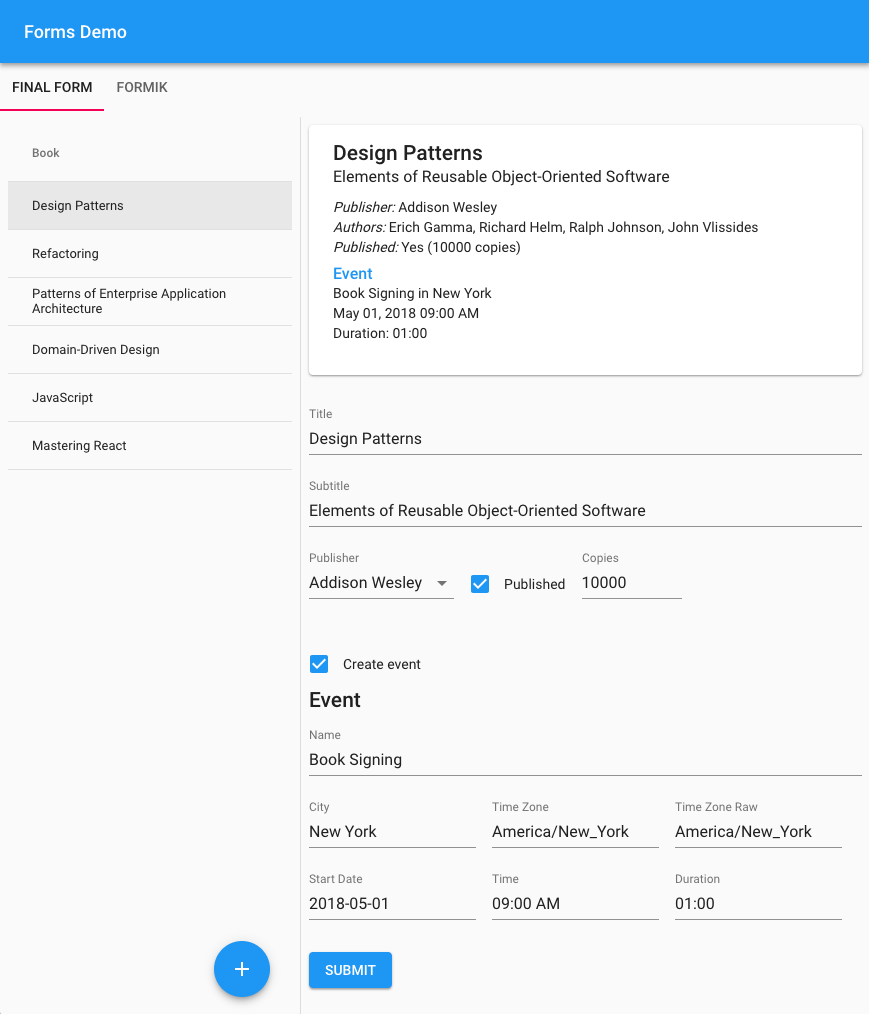 Forms Demo
FINAL FORM FORMIK
Book
Design Patterns
Refactoring
Patterns of Enterprise Application
Architecture
Domain-Driven Design
JavaScript
Mastering React
+
Design Patterns
Elements of Reusable Object-Oriented Software
Publisher: Addison Wesley
Authors: Erich Gamma, Richard Helm, Ralph Johnson, John Vlissides
Published: Yes (10000 copies)
Event
Book Signing in New York
May 01, 2018 09:00 AM
Duration: 01:00
Title
Design Patterns
Subtitle
Elements of Reusable Object-Oriented Software
Publisher Copies
Addison Wesley Published 10000
Create event
Event
Name
Book Signing
City Time Zone Time Zone Raw
New York America/New_York America/New_York
Start Date Time Duration
2018-05-01 09:00 AM 01:00
SUBMIT